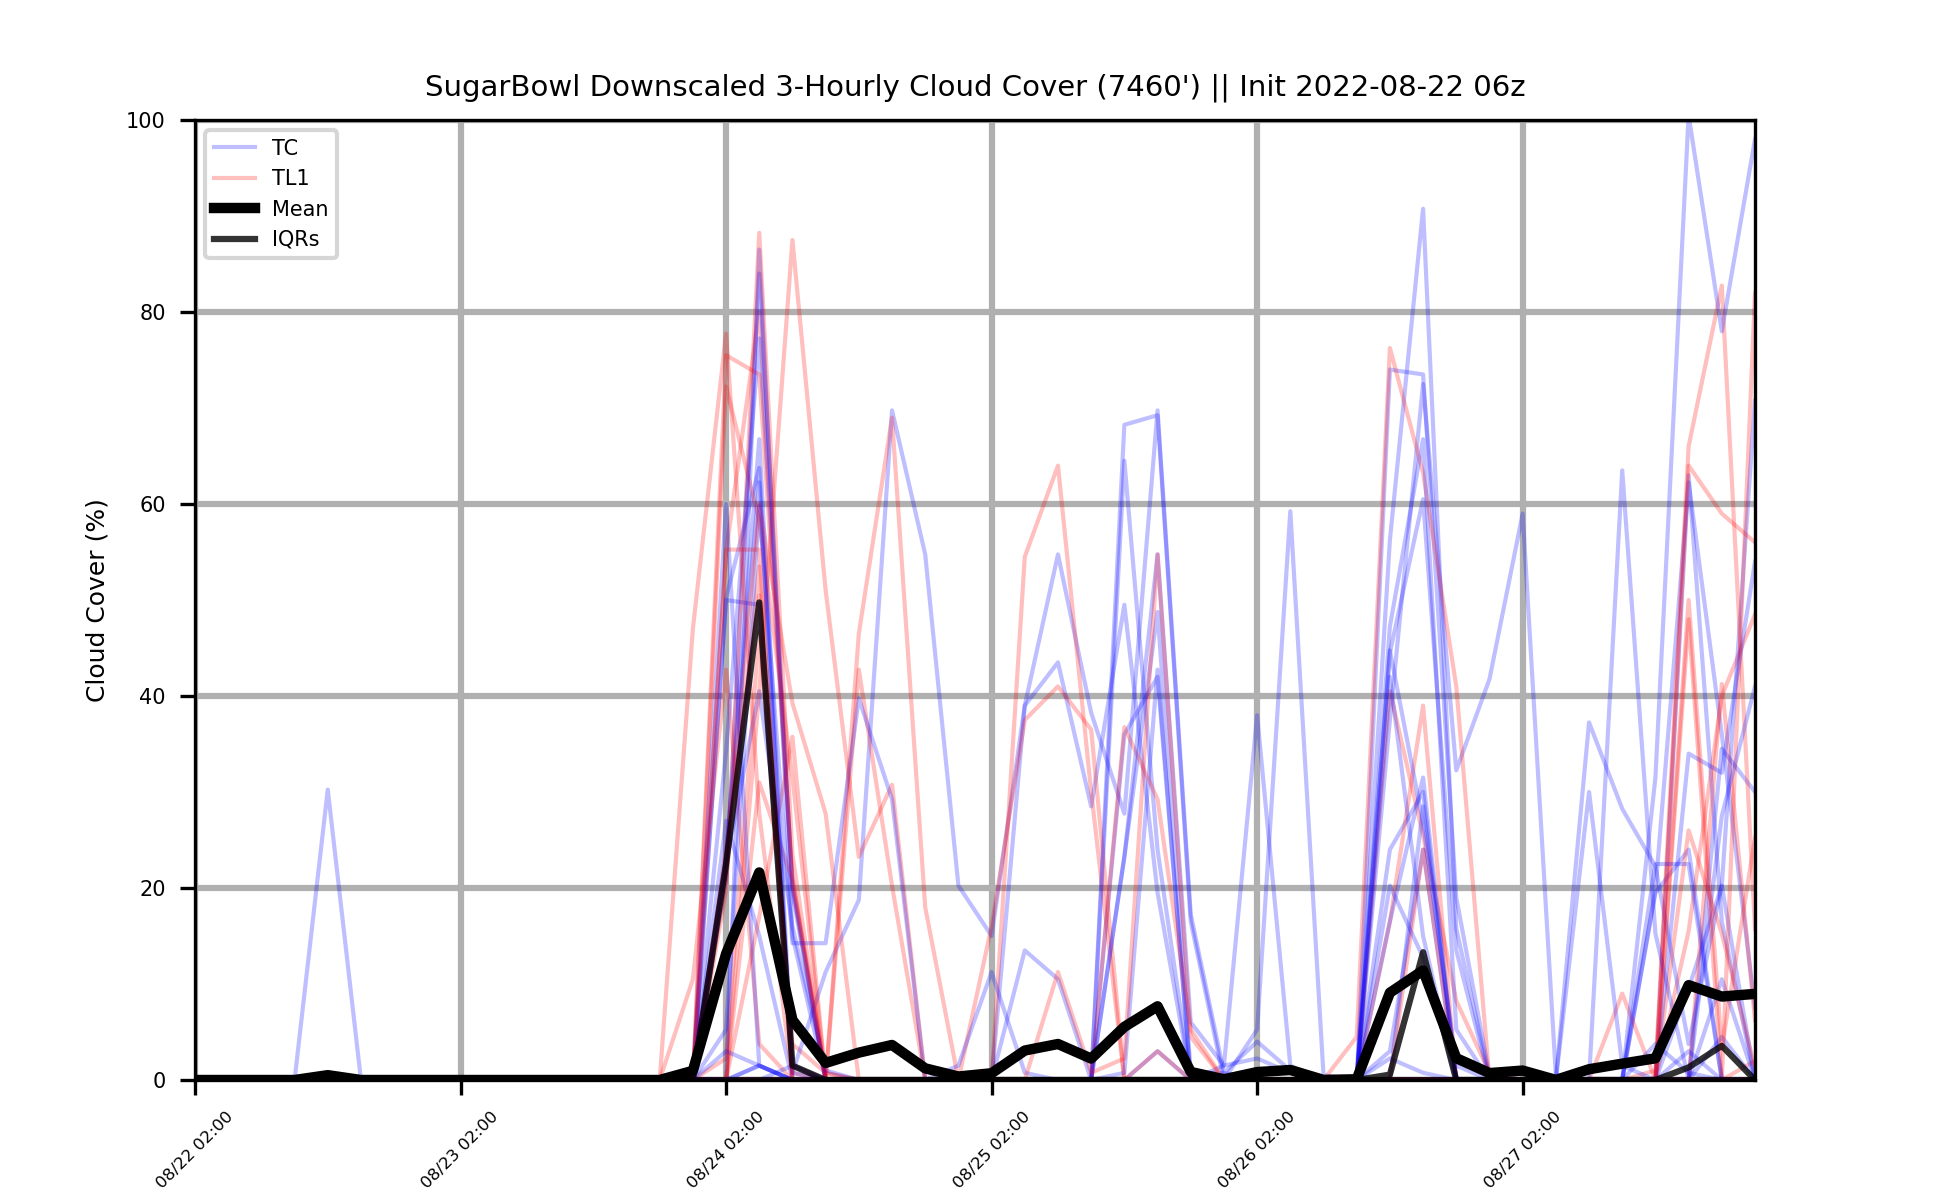 SugarBowl Downscaled 3-Hourly Cloud Cover (7460') || Init 2022-08-22 06z
TC
TL1
Mean
IQRs
Cloud Cover (%)
100
80
60
40
20
0
08/22 02:00
08/23 02:00
08/24 02:00
08/25 02:00
08/26 02:00
08/27 02:00